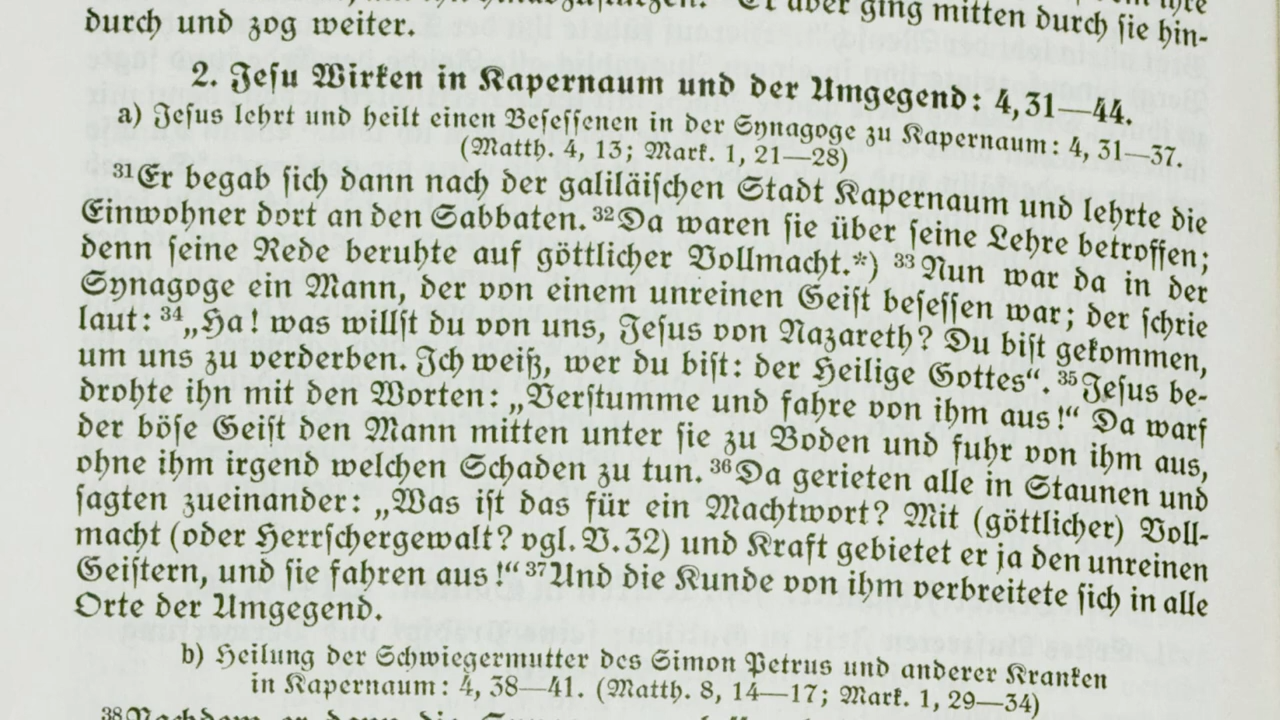 Er aber ging mitten durch sie hin-
durch und zog weiter.
2. Jesu Wirken in Kapernaum und der Umgegend: 4, 31—44.
a) Jesus lehrt und heilt einen Besessenen in der Synagoge zu Kapernaum: 4, 31—37.
(Matth. 4, 13; Mark. 1, 21—28)
³¹Er begab sich dann nach der galiläischen Stadt Kapernaum und lehrte die
Einwohner dort an den Sabbaten. ³²Da waren sie über seine Lehre betroffen;
denn seine Rede beruhte auf göttlicher Vollmacht.*) ³³Nun war da in der
Synagoge ein Mann, der von einem unreinen Geist besessen war; der schrie
laut: ³⁴„Ha! was willst du von uns, Jesus von Nazareth? Du bist gekommen,
um uns zu verderben. Ich weiß, wer du bist: der Heilige Gottes“. ³⁵Jesus be-
drohte ihn mit den Worten: „Verstumme und fahre von ihm aus!“ Da warf
der böse Geist den Mann mitten unter sie zu Boden und fuhr von ihm aus,
ohne ihm irgend welchen Schaden zu tun. ³⁶Da gerieten alle in Staunen und
sagten zueinander: „Was ist das für ein Machtwort? Mit (göttlicher) Voll-
macht (oder Herrschergewalt? vgl. V. 32) und Kraft gebietet er ja den unreinen
Geistern, und sie fahren aus!“ ³⁷Und die Kunde von ihm verbreitete sich in alle
Orte der Umgegend.
b) Heilung der Schwiegermutter des Simon Petrus und anderer Kranken
in Kapernaum: 4, 38—41. (Matth. 8, 14—17; Mark. 1, 29—34)
³⁸Nachdem er dann die